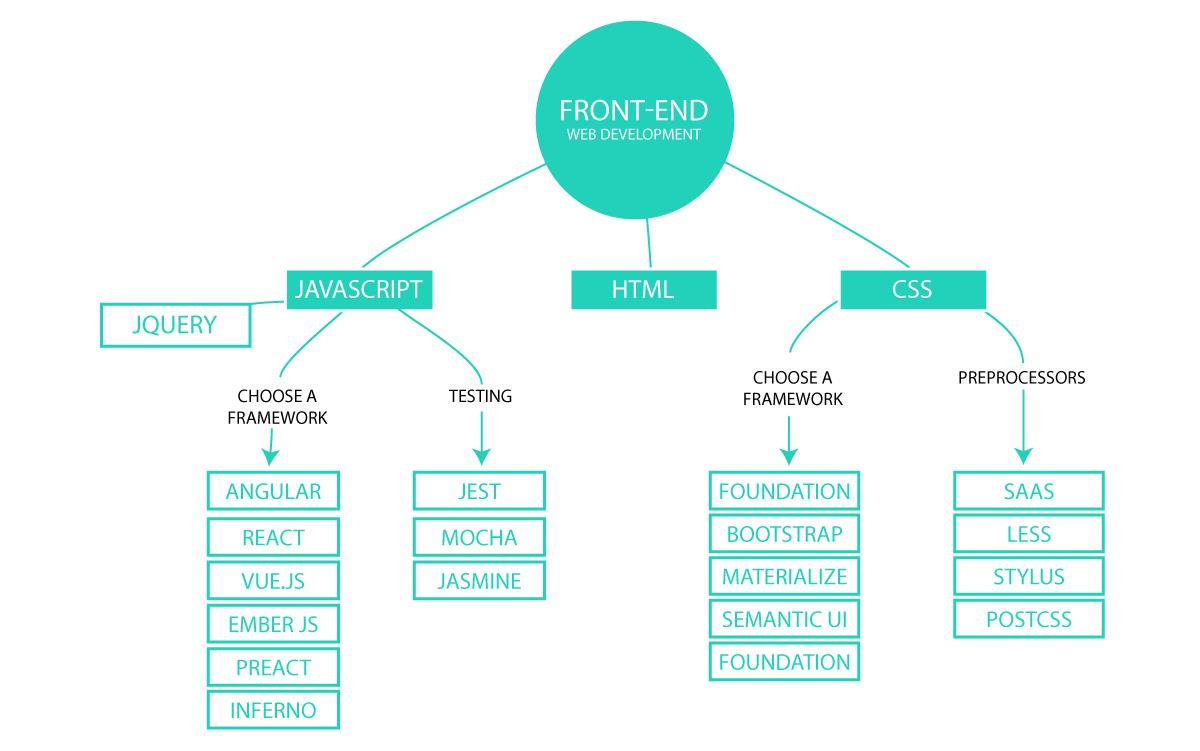 FRONT-END
WEB DEVELOPMENT
JAVASCRIPT
HTML
CSS
JQUERY
CHOOSE A
FRAMEWORK
ANGULAR
REACT
VUE.JS
EMBER JS
PREACT
INFERNO
TESTING
JEST
MOCHA
JASMINE
CHOOSE A
FRAMEWORK
FOUNDATION
BOOTSTRAP
MATERIALIZE
SEMANTIC UI
FOUNDATION
PREPROCESSORS
SAAS
LESS
STYLUS
POSTCSS